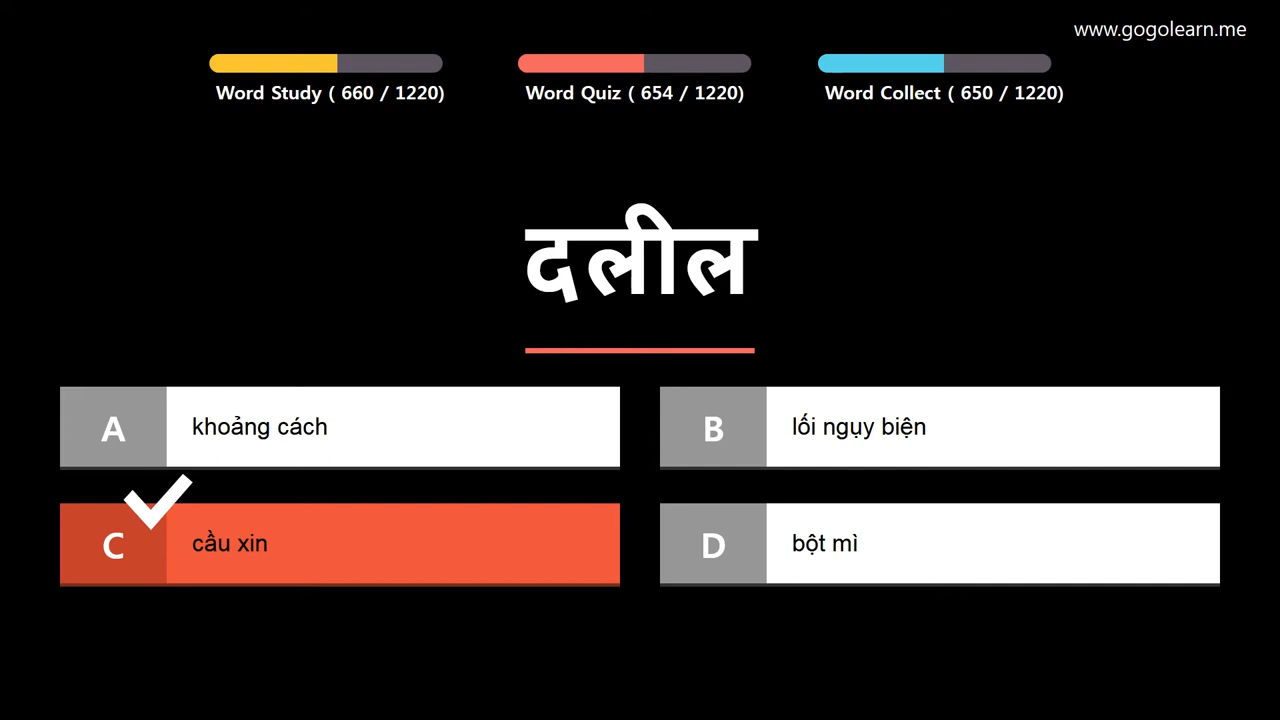 www.gogolearn.me
Word Study ( 660 / 1220)
Word Quiz ( 654 / 1220)
Word Collect ( 650 / 1220)
दलील
A khoảng cách
B lối ngụy biện
C cầu xin
D bột mì